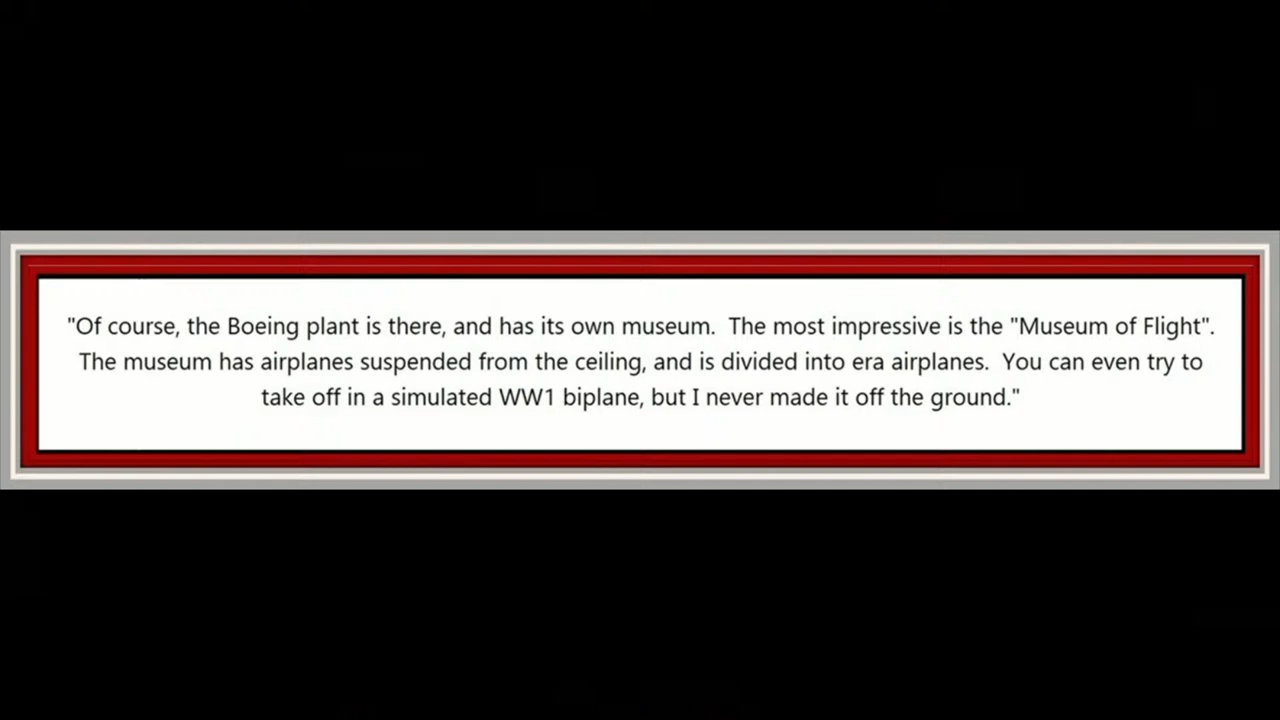 "Of course, the Boeing plant is there, and has its own museum.  The most impressive is the "Museum of Flight".
The museum has airplanes suspended from the ceiling, and is divided into era airplanes.  You can even try to
take off in a simulated WW1 biplane, but I never made it off the ground."